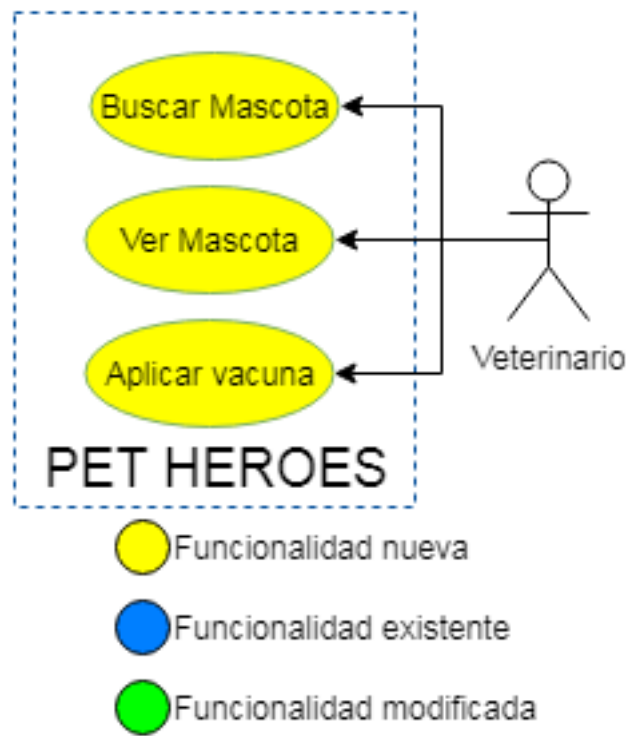 Buscar Mascota
Ver Mascota
Aplicar vacuna
Veterinario
PET HEROES
Funcionalidad nueva
Funcionalidad existente
Funcionalidad modificada